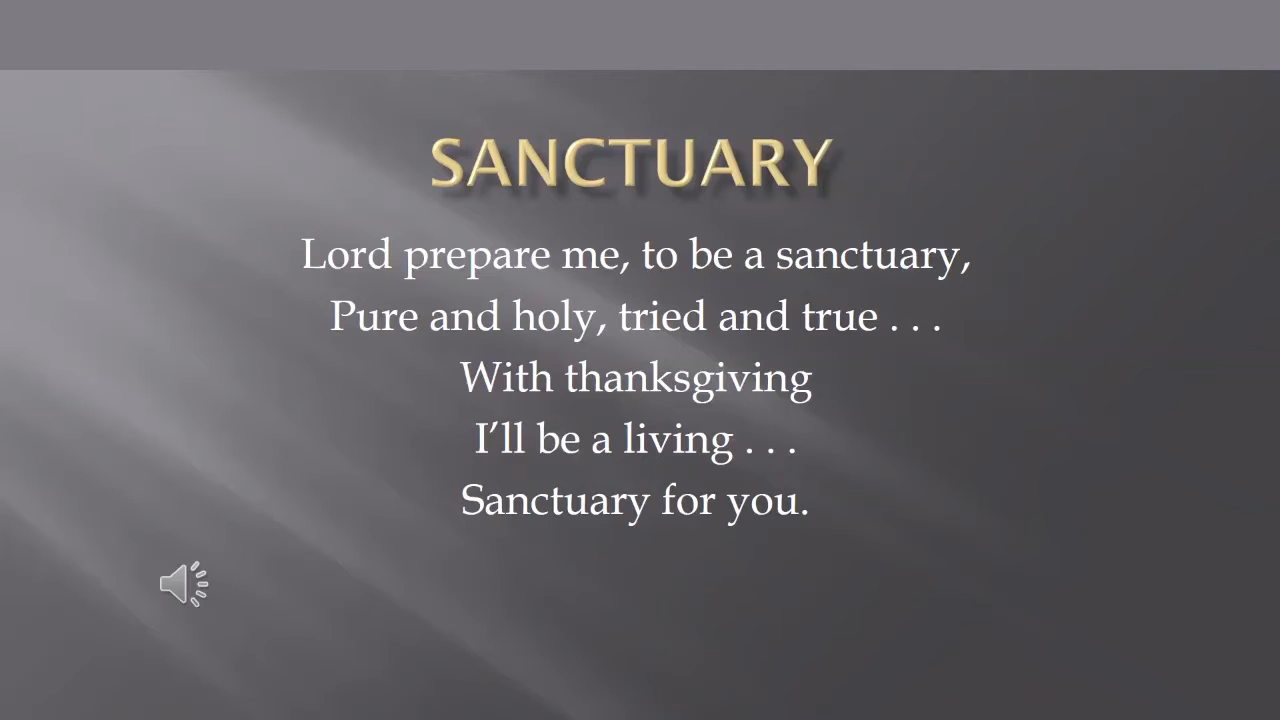 SANCTUARY
Lord prepare me, to be a sanctuary,
Pure and holy, tried and true . . .
With thanksgiving
I’ll be a living . . .
Sanctuary for you.